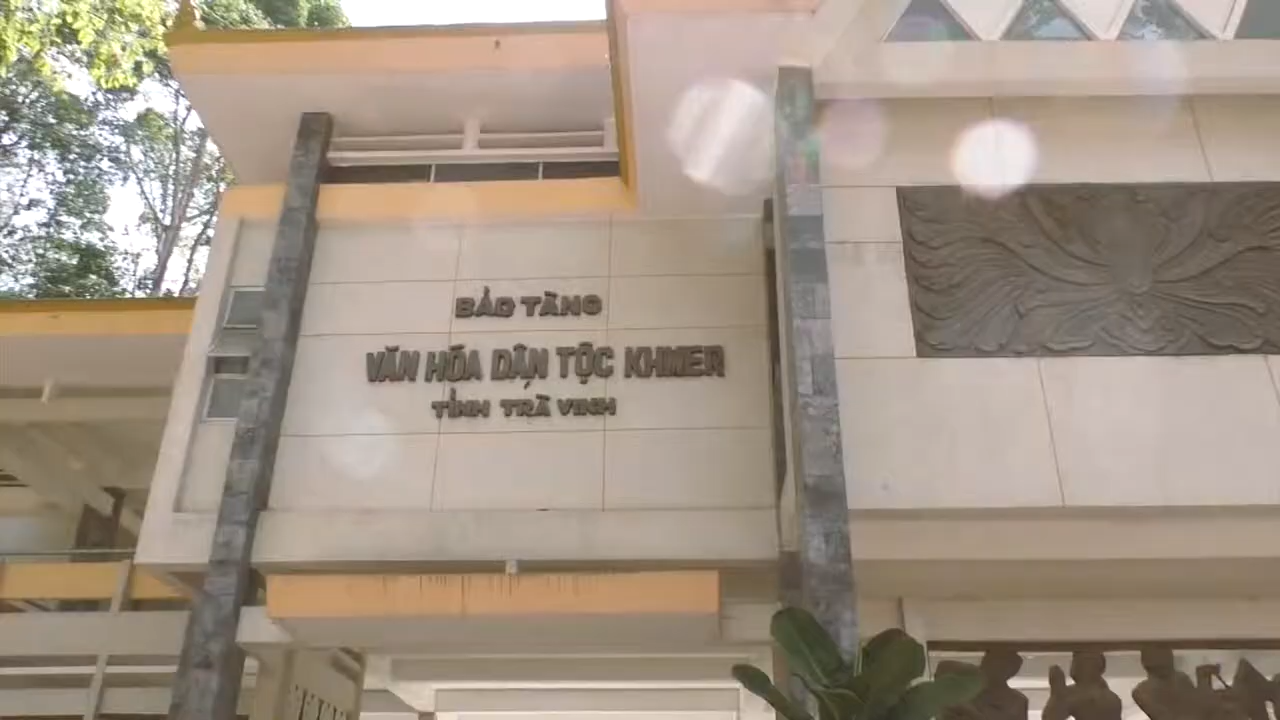 BẢO TÀNG
VĂN HÓA DÂN TỘC KHMER
TỈNH TRÀ VINH